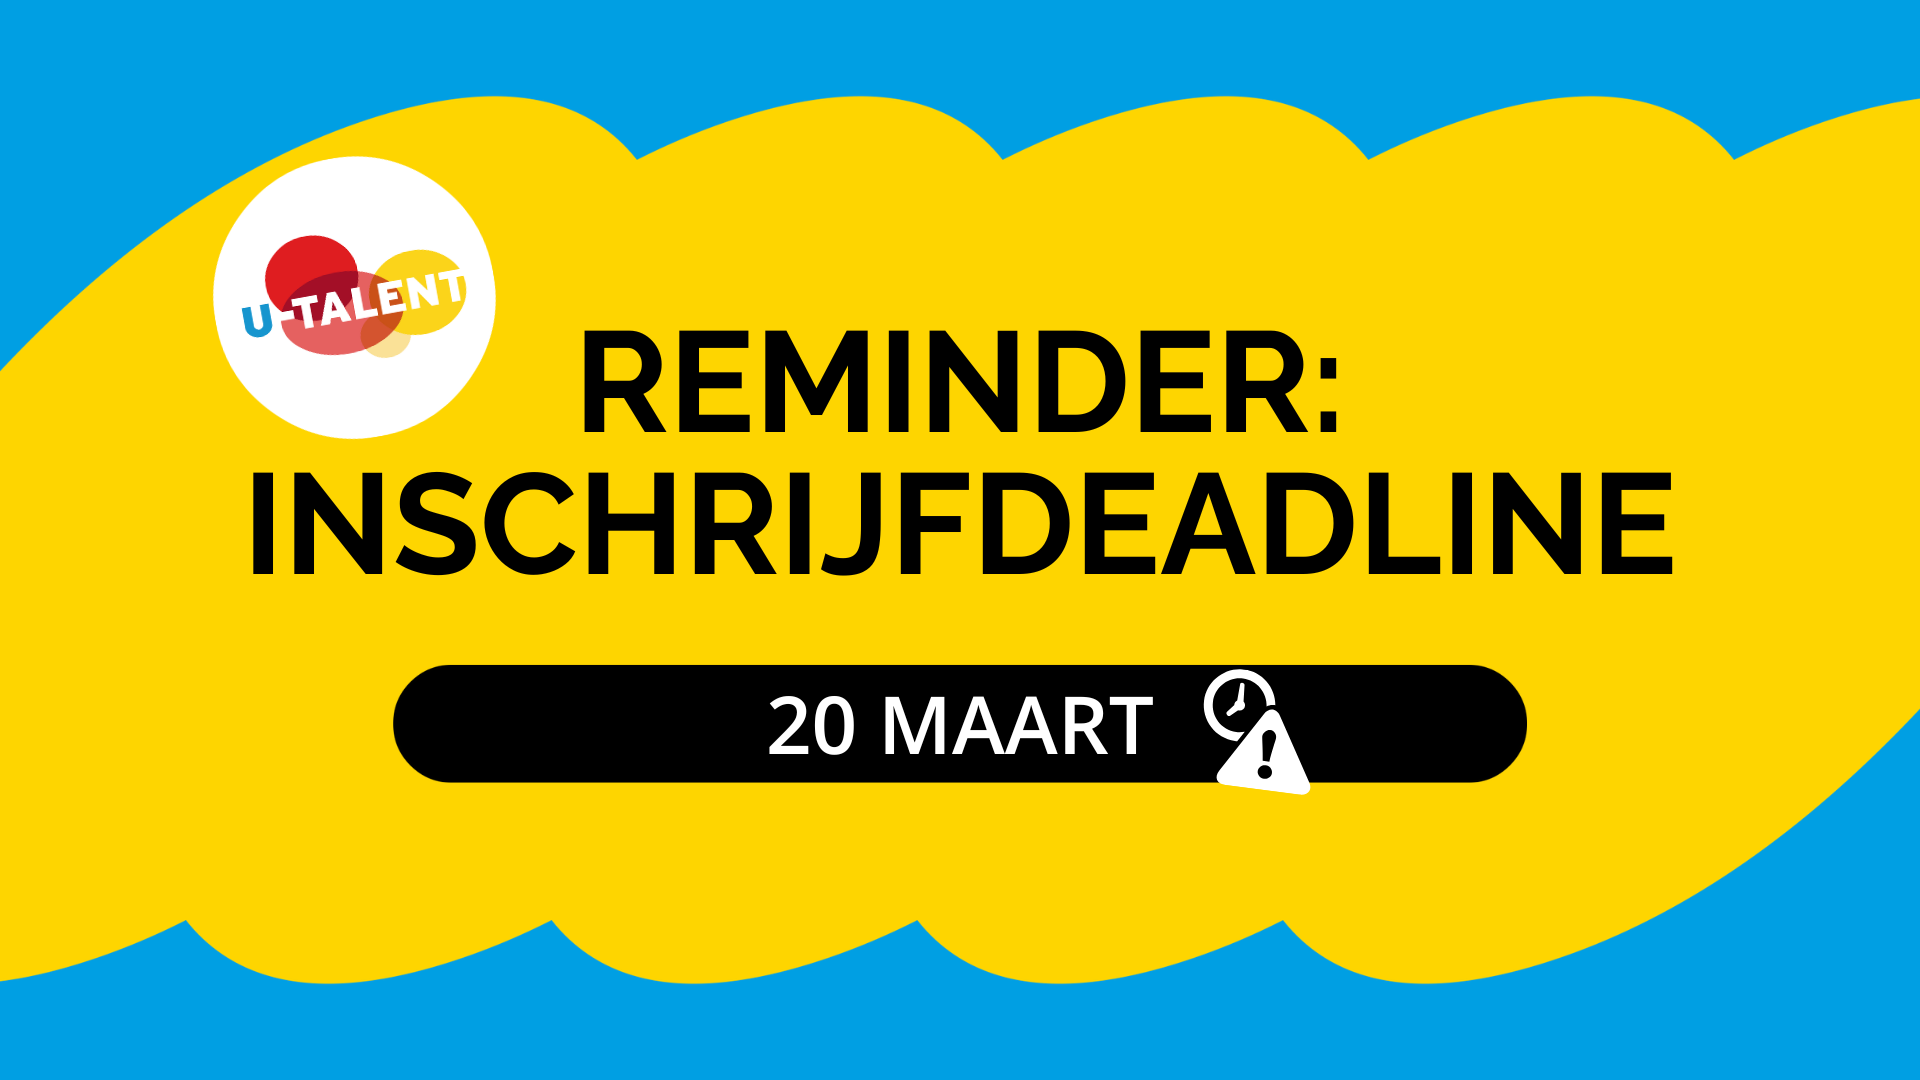 U-TALENT
REMINDER:
INSCHRIJFDEADLINE
20 MAART